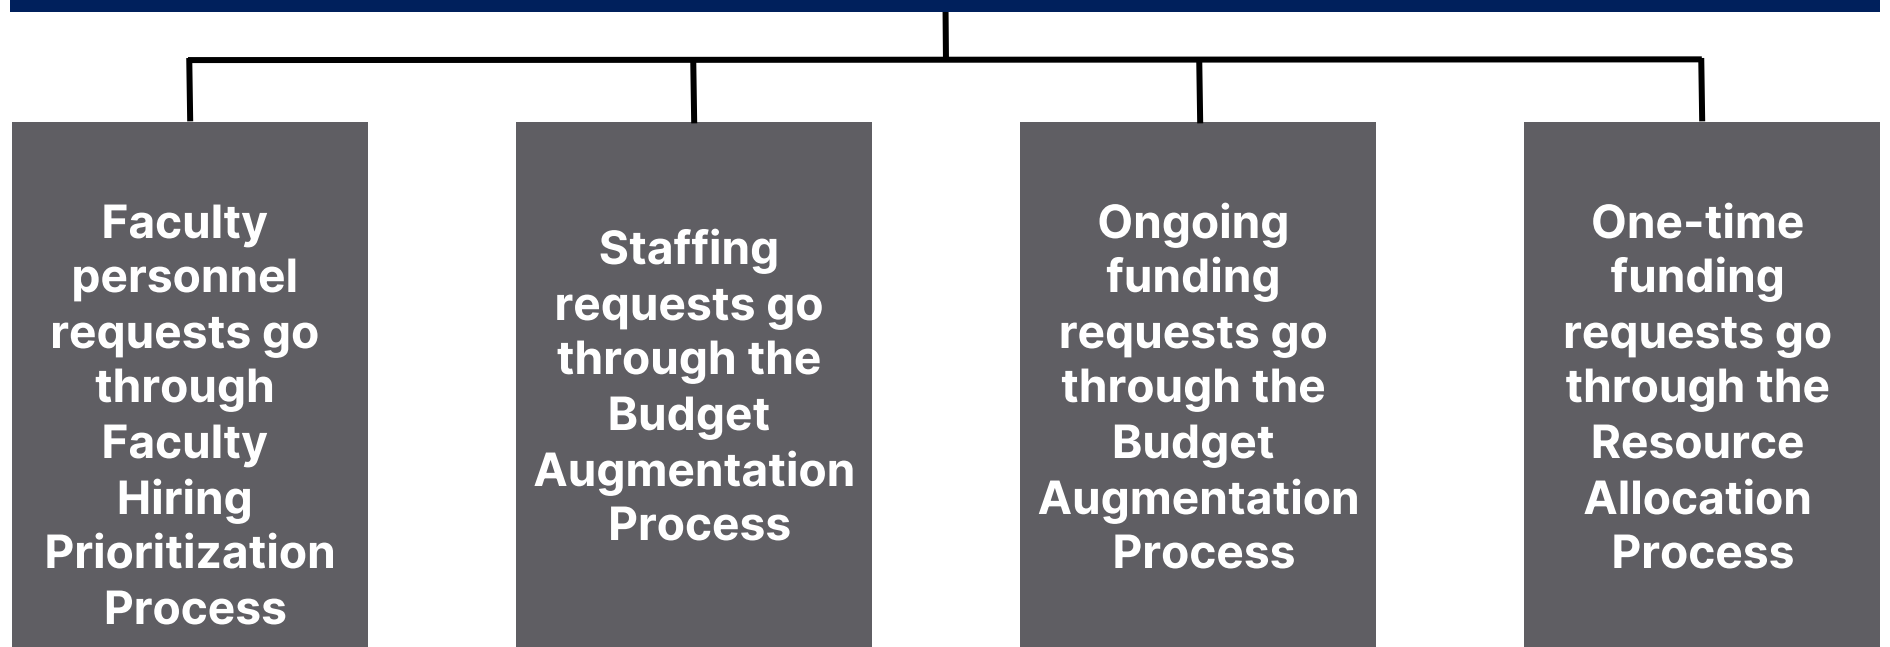 Faculty
personnel
requests go
through
Faculty
Hiring
Prioritization
Process
Staffing
requests go
through the
Budget
Augmentation
Process
Ongoing
funding
requests go
through the
Budget
Augmentation
Process
One-time
funding
requests go
through the
Resource
Allocation
Process